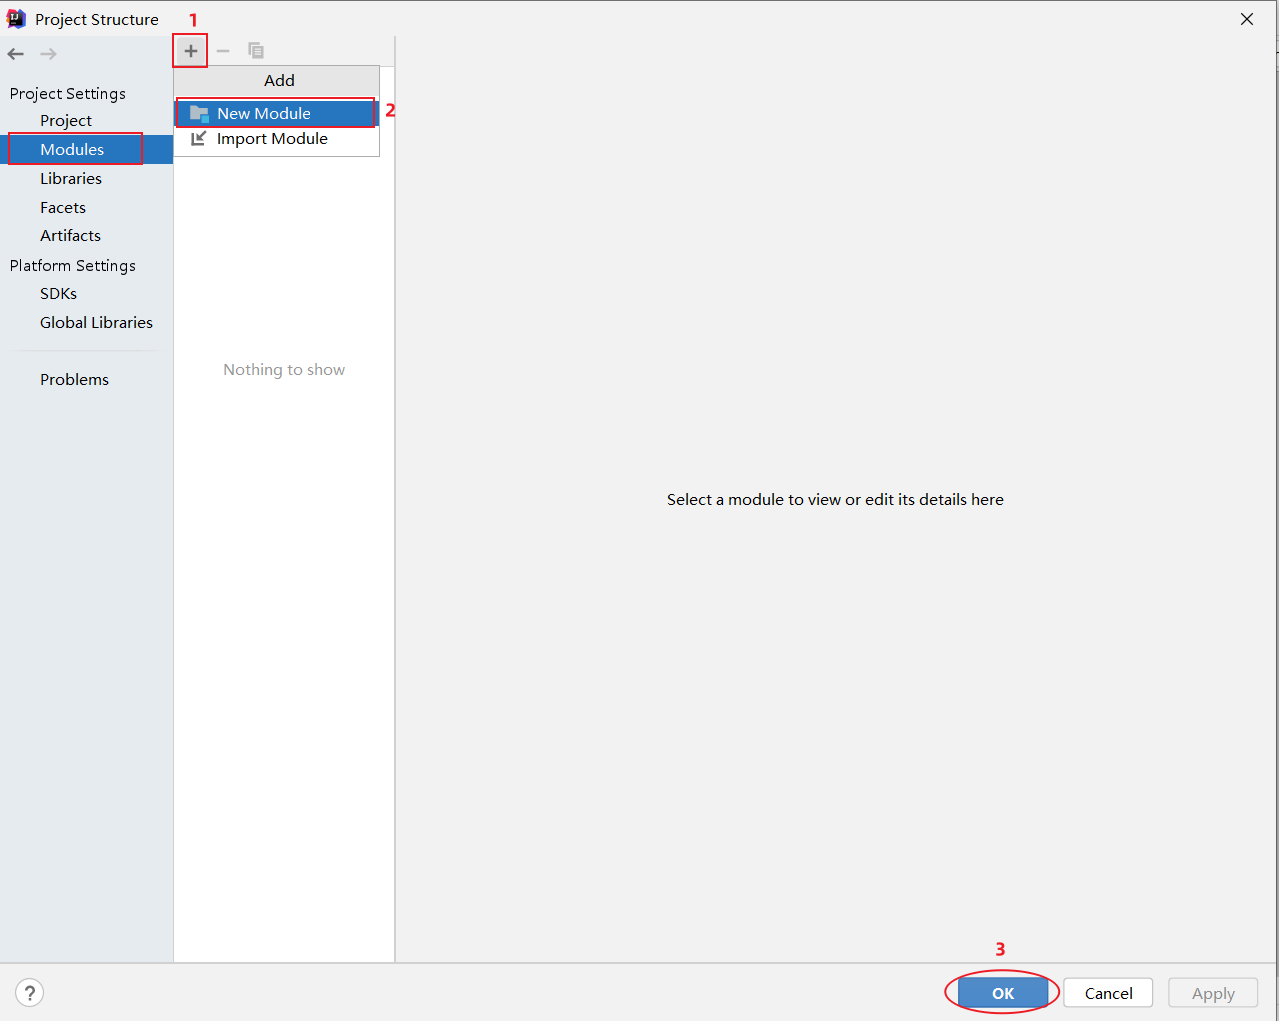 Project Structure
1
Add
Project Settings
New Module
2
Project
Import Module
Modules
Libraries
Facets
Artifacts
Platform Settings
SDKs
Global Libraries
Nothing to show
Problems
Select a module to view or edit its details here
3
?
OK
Cancel
Apply